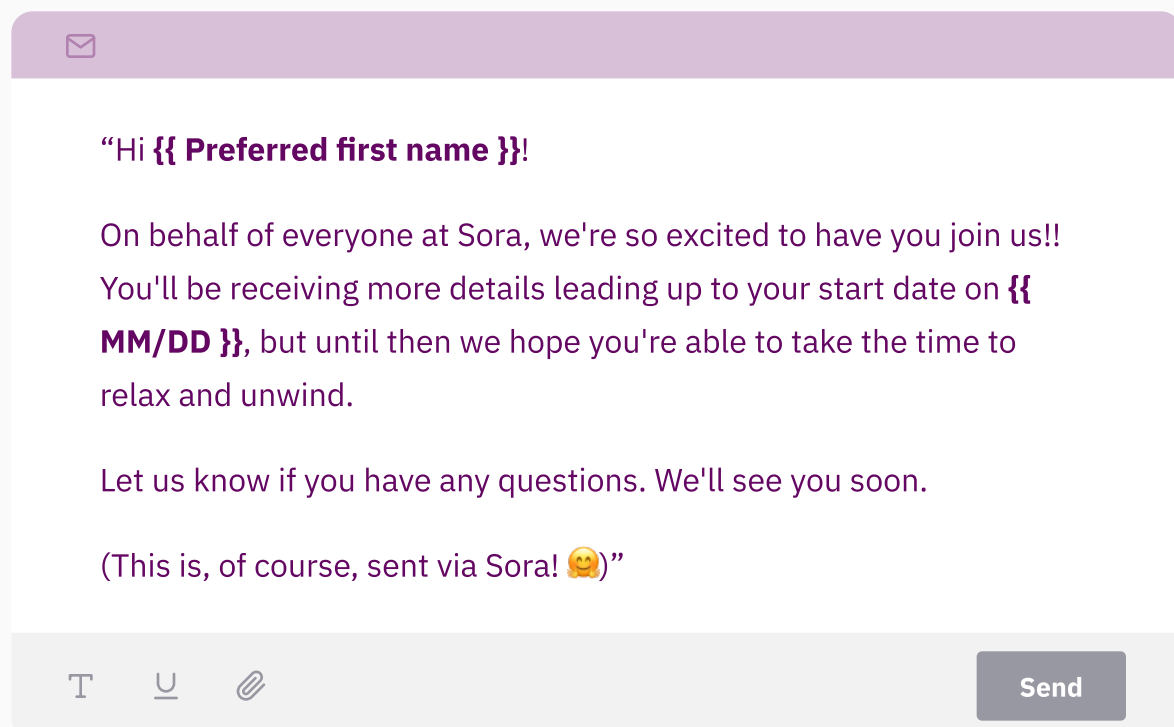 “Hi {{ Preferred first name }}!
On behalf of everyone at Sora, we're so excited to have you join us!!
You'll be receiving more details leading up to your start date on {{
MM/DD }}, but until then we hope you're able to take the time to
relax and unwind.
Let us know if you have any questions. We'll see you soon.
(This is, of course, sent via Sora! 🤗)”
T U
Send